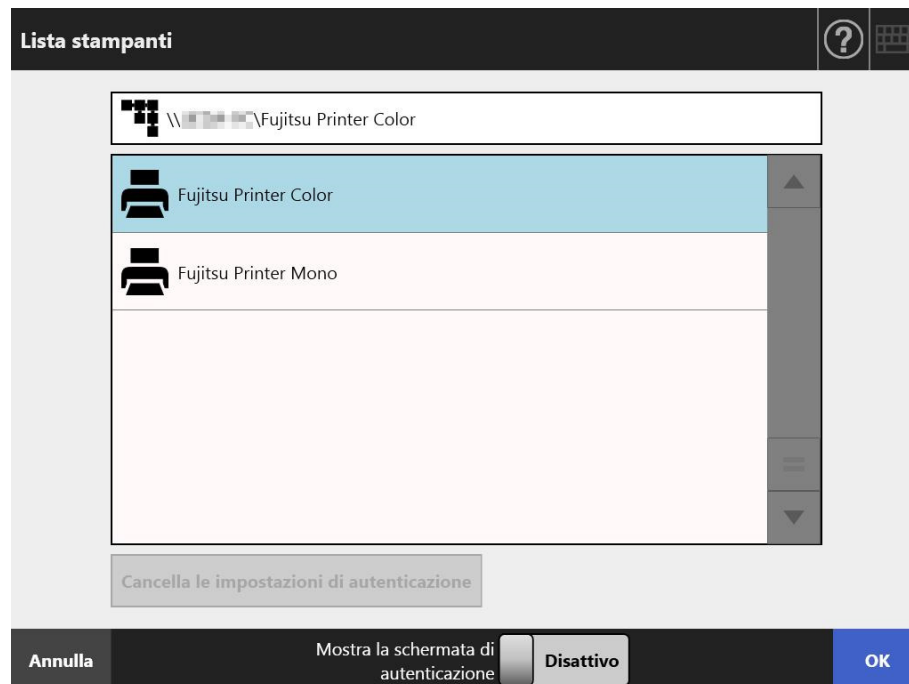 Lista stampanti
?
\\ \Fujitsu Printer Color
Fujitsu Printer Color
Fujitsu Printer Mono
Cancella le impostazioni di autenticazione
Annulla
Mostra la schermata di
autenticazione
Disattivo
OK